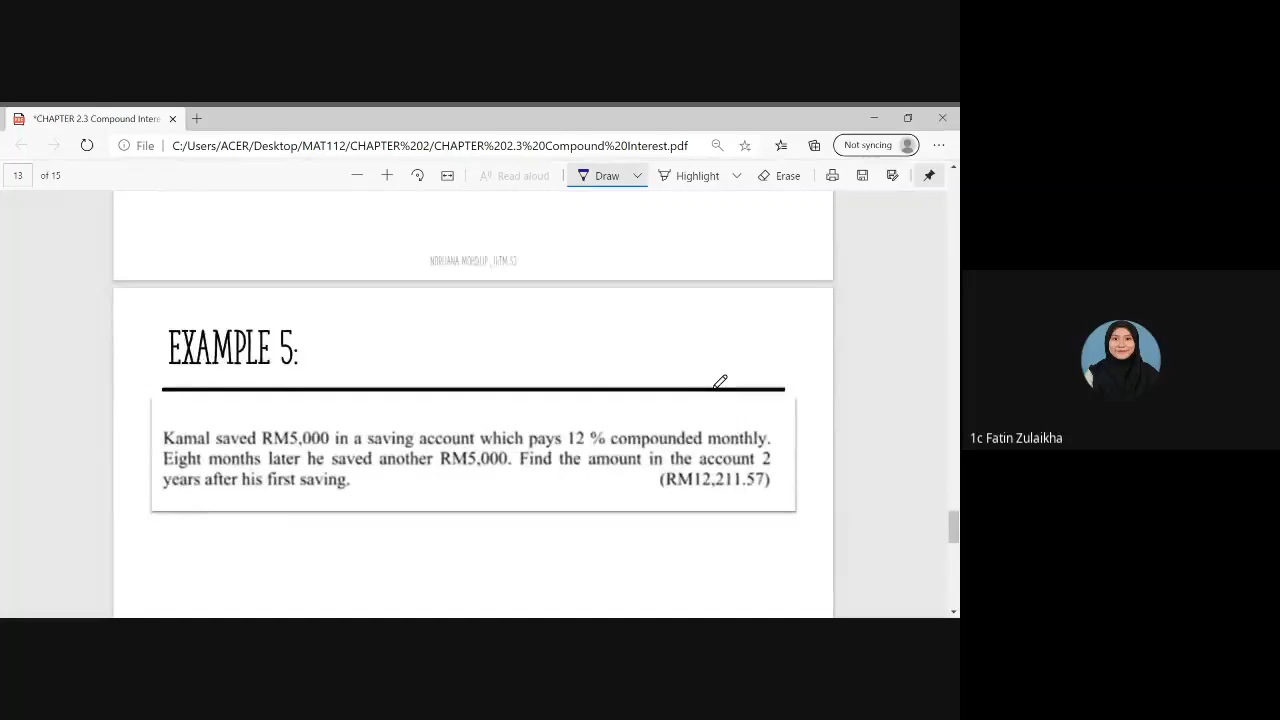 *CHAPTER 2.3 Compound Intere
File
C:/Users/ACER/Desktop/MAT112/CHAPTER%202/CHAPTER%202.3%20Compound%20Interest.pdf
Not syncing
13 of 15
Read aloud
Draw
Highlight
Erase
EXAMPLE 5:
Kamal saved RM5,000 in a saving account which pays 12 % compounded monthly.
Eight months later he saved another RM5,000. Find the amount in the account 2
years after his first saving. (RM12,211.57)
1c Fatin Zulaikha